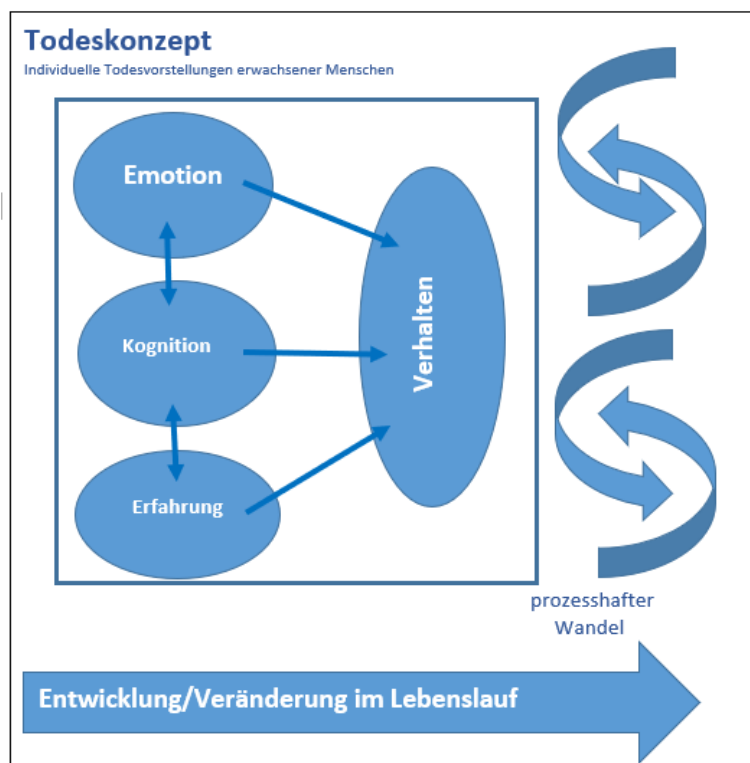 Todeskonzept
Individuelle Todesvorstellungen erwachsener Menschen
Emotion
Kognition
Erfahrung
Verhalten
prozesshafter
Wandel
Entwicklung/Veränderung im Lebenslauf